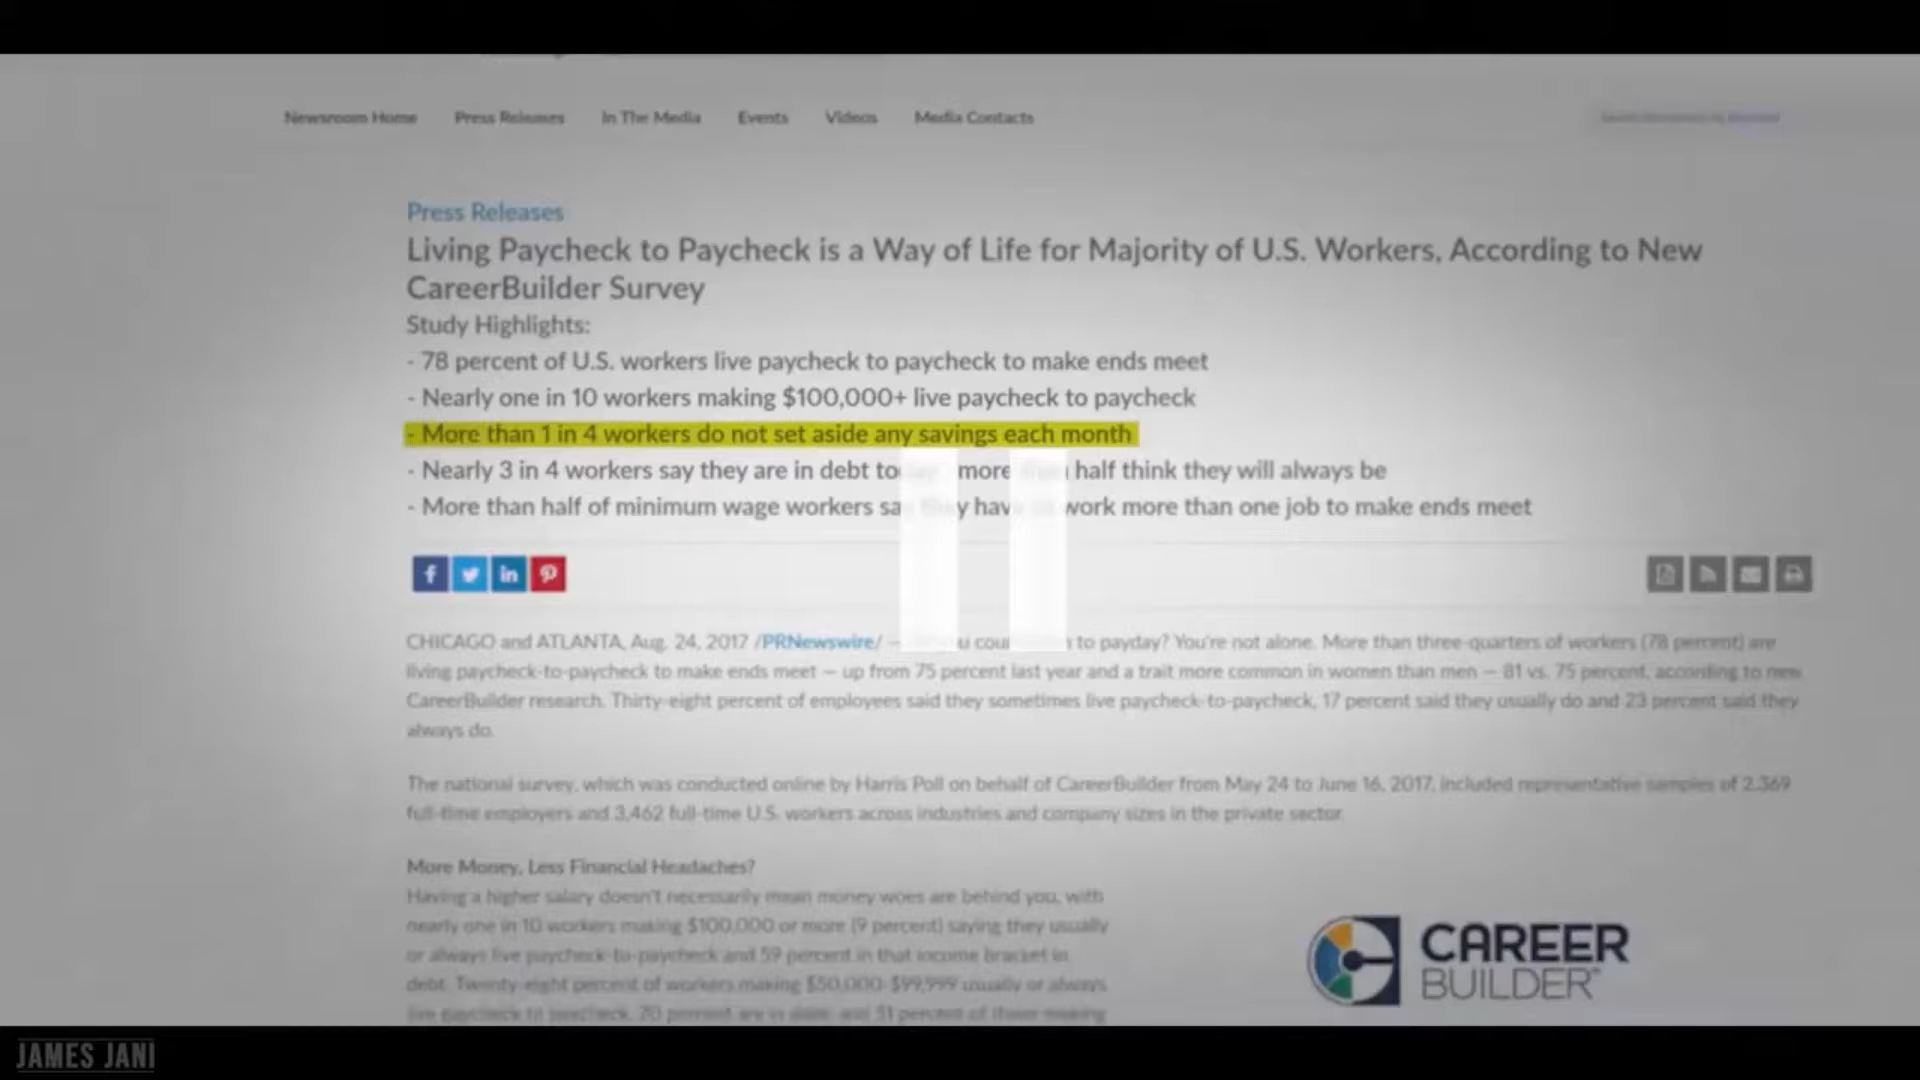 Newsroom Home Press Releases In The Media Events Videos Media Contacts
Press Releases
Living Paycheck to Paycheck is a Way of Life for Majority of U.S. Workers, According to New
CareerBuilder Survey
Study Highlights:
- 78 percent of U.S. workers live paycheck to paycheck to make ends meet
- Nearly one in 10 workers making $100,000+ live paycheck to paycheck
- More than 1 in 4 workers do not set aside any savings each month
- Nearly 3 in 4 workers say they are in debt more half think they will always be
- More than half of minimum wage workers work more than one job to make ends meet
CHICAGO and ATLANTA, Aug. 24, 2017 /PRNewswire/ — to payday? You're not alone. More than three-quarters of workers (78 percent) are
living paycheck-to-paycheck to make ends meet — up from 75 percent last year and a trait more common in women than men — 81 vs. 75 percent, according to new
CareerBuilder research. Thirty-eight percent of employees said they sometimes live paycheck-to-paycheck, 17 percent said they usually do and 23 percent said they
always do.
The national survey, which was conducted online by Harris Poll on behalf of CareerBuilder from May 24 to June 16, 2017, included representative samples of 2,369
full-time employers and 3,462 full-time U.S. workers across industries and company sizes in the private sector.
More Money, Less Financial Headaches?
Having a higher salary doesn't necessarily mean money woes are behind you, with
nearly one in 10 workers making $100,000 or more (9 percent) saying they usually
or always live paycheck-to-paycheck and 59 percent in that income bracket in
debt. Twenty-eight percent of workers making $50,000-$99,999 usually or always
live paycheck to paycheck, 70 percent are in debt; and 51 percent of those making
CAREER
BUILDER
JAMES JANI